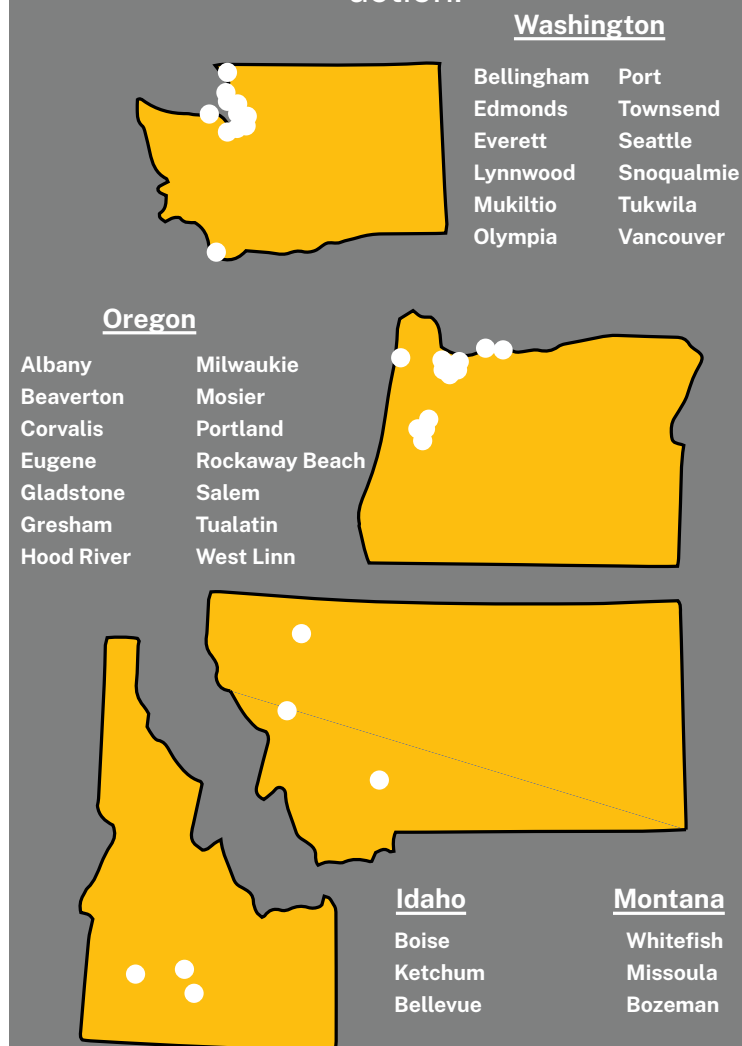 action.
Washington
Bellingham
Edmonds
Everett
Lynnwood
Mukiltio
Olympia
Port
Townsend
Seattle
Snoqualmie
Tukwila
Vancouver
Oregon
Albany
Beaverton
Corvalis
Eugene
Gladstone
Gresham
Hood River
Milwaukie
Mosier
Portland
Rockaway Beach
Salem
Tualatin
West Linn
Idaho
Boise
Ketchum
Bellevue
Montana
Whitefish
Missoula
Bozeman